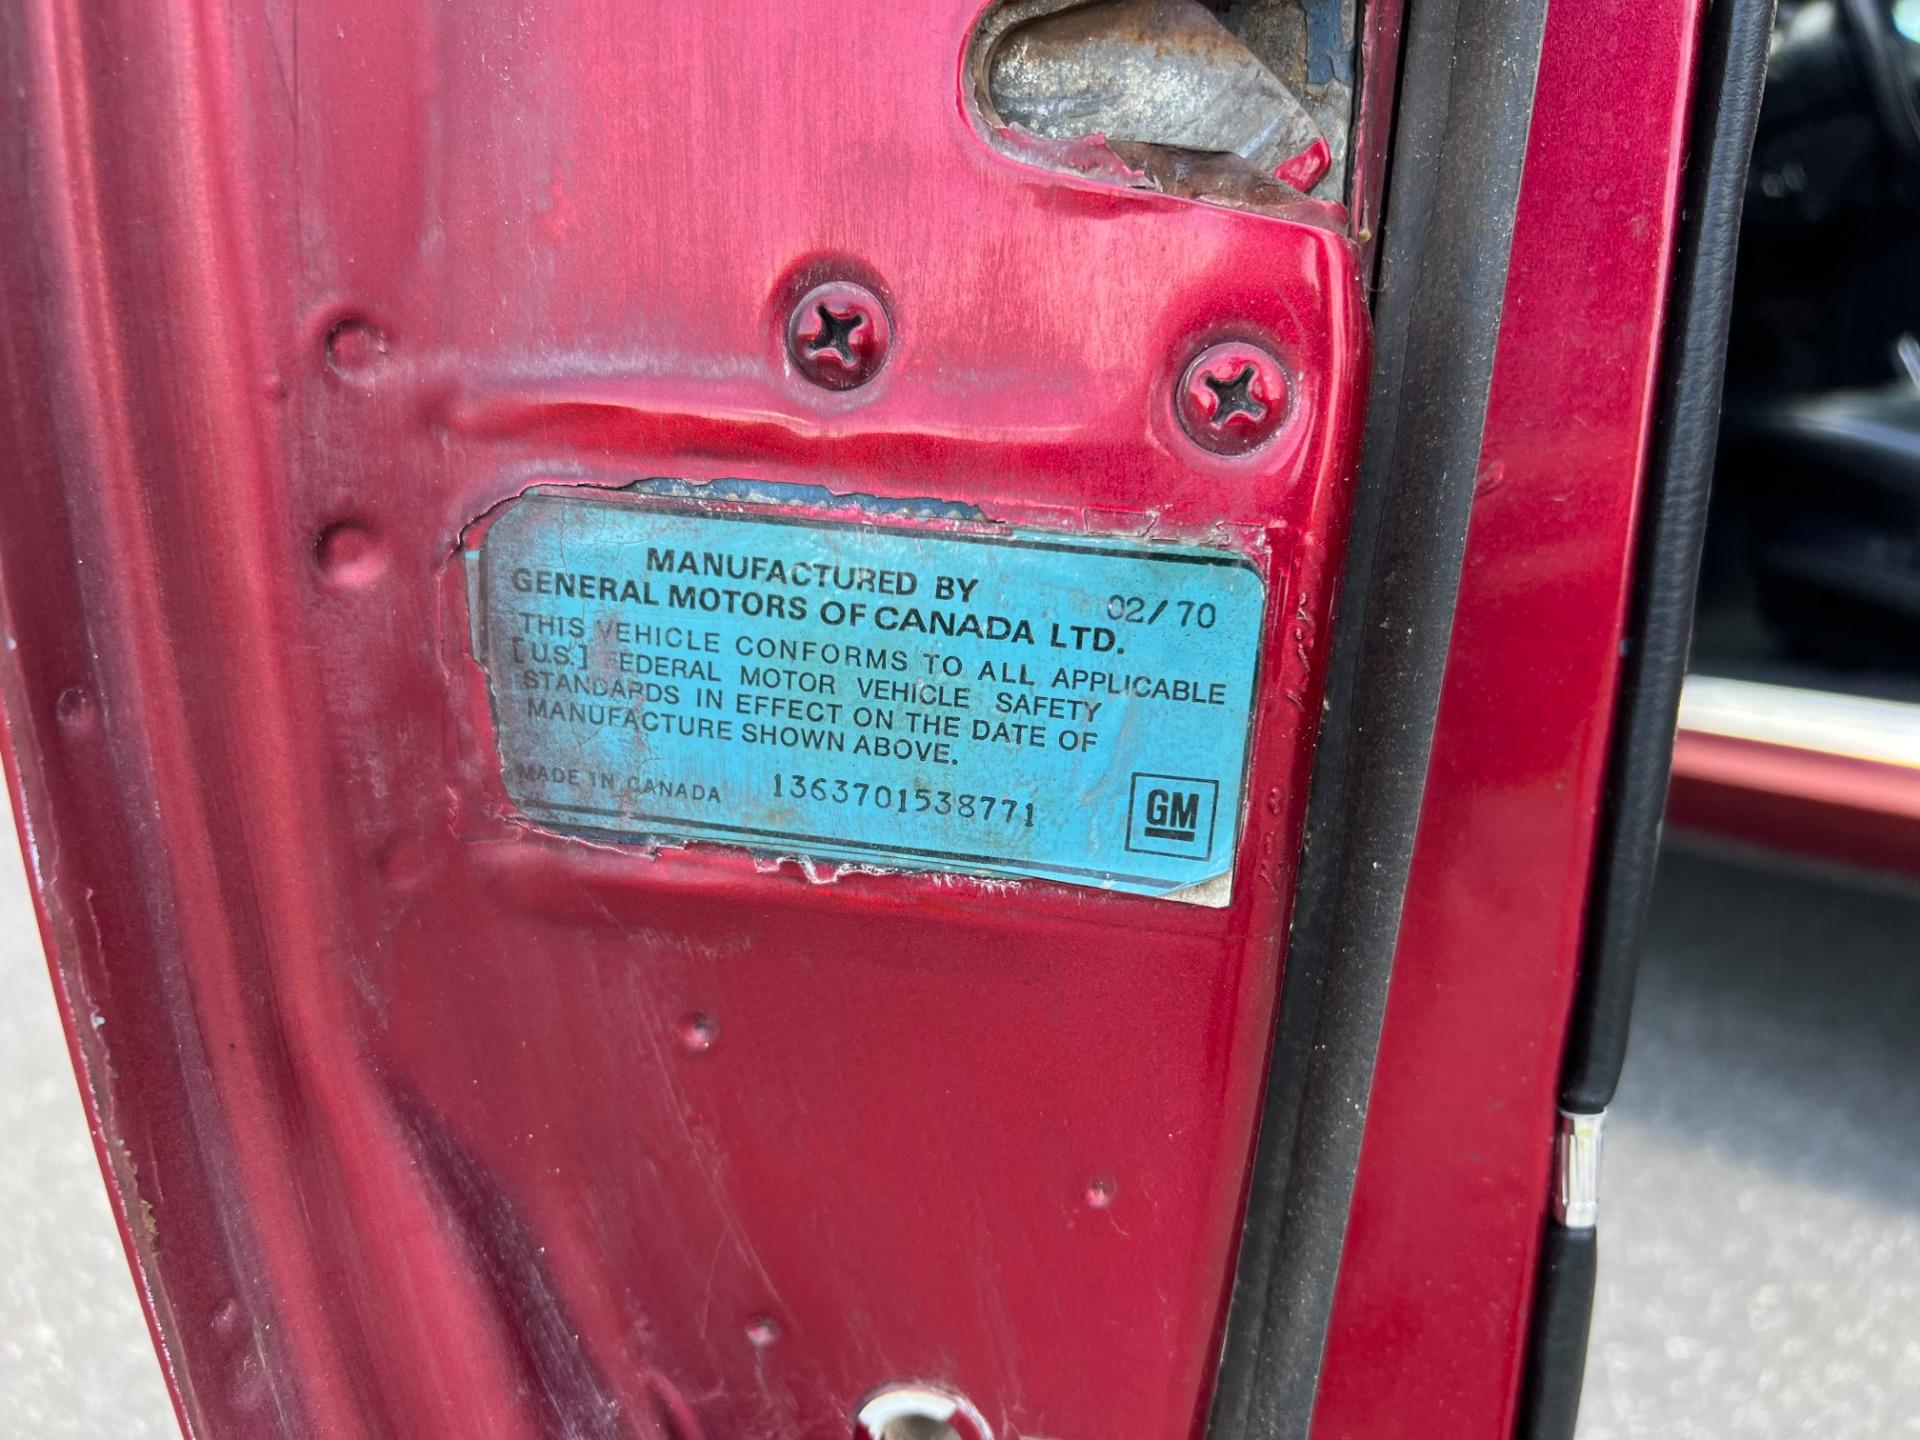 MANUFACTURED BY
GENERAL MOTORS OF CANADA LTD. 02/70
THIS VEHICLE CONFORMS TO ALL APPLICABLE
[U.S.] FEDERAL MOTOR VEHICLE SAFETY
STANDARDS IN EFFECT ON THE DATE OF
MANUFACTURE SHOWN ABOVE.
MADE IN CANADA 1363701538771
GM